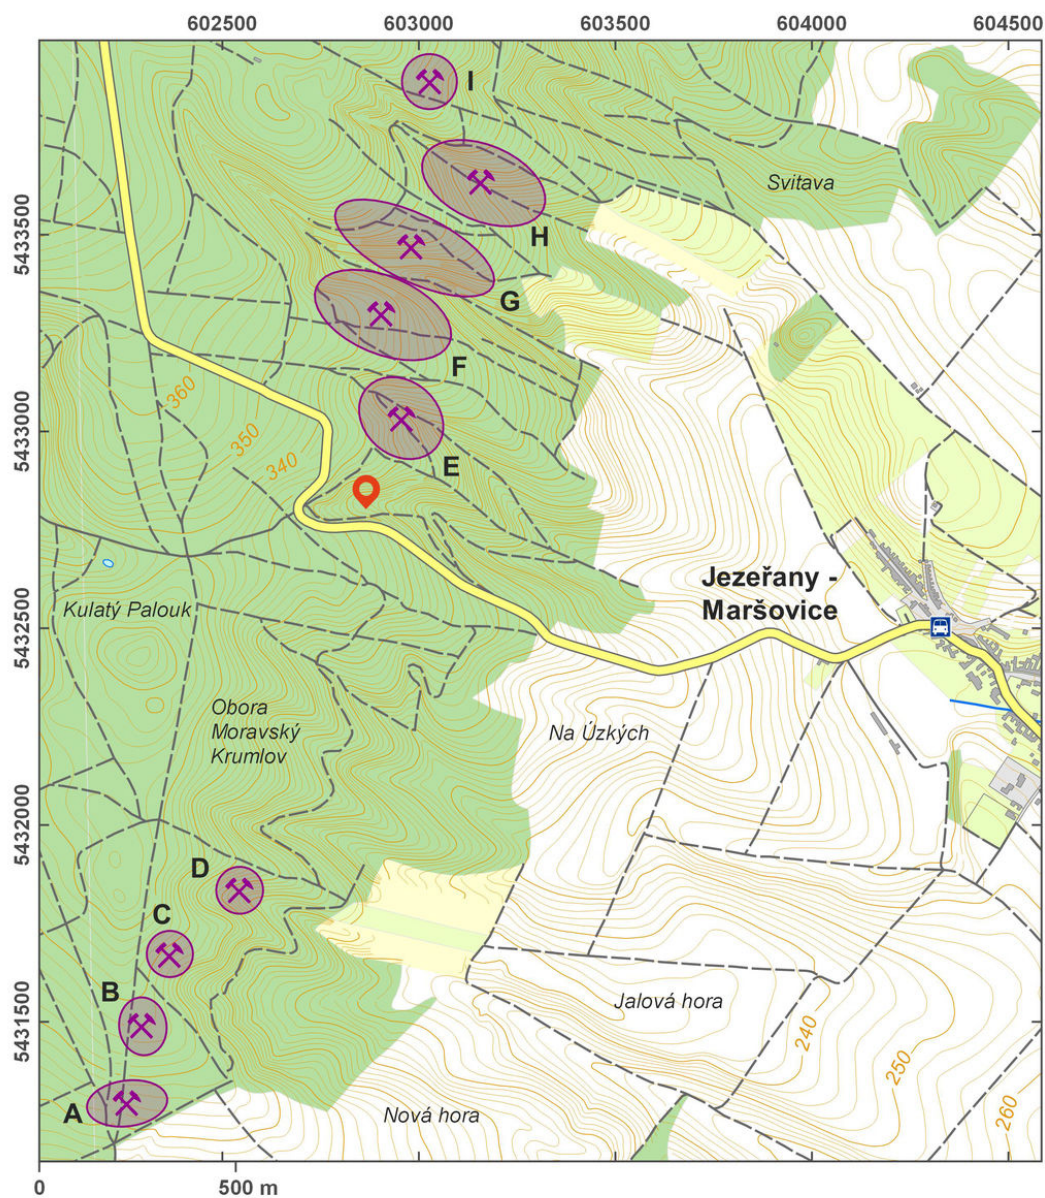 602500 603000 603500 604000 604500
I
Svitava
H
5433500
G
F
360
5433000
350
340
E
Jezeřany -
Maršovice
Kulatý Palouk
5432500
Obora
Moravský
Krumlov
Na Úzkých
5432000
D
C
B
Jalová hora
5431500
240
250
A
Nová hora
260
0 500 m